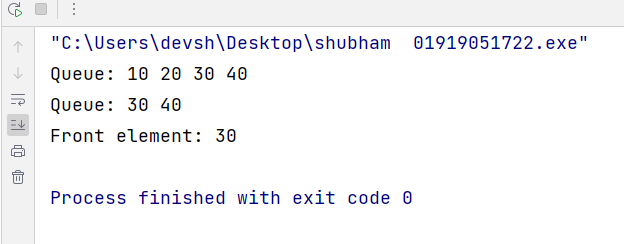 "C:\Users\devsh\Desktop\shubham  01919051722.exe"
Queue: 10 20 30 40
Queue: 30 40
Front element: 30
Process finished with exit code 0